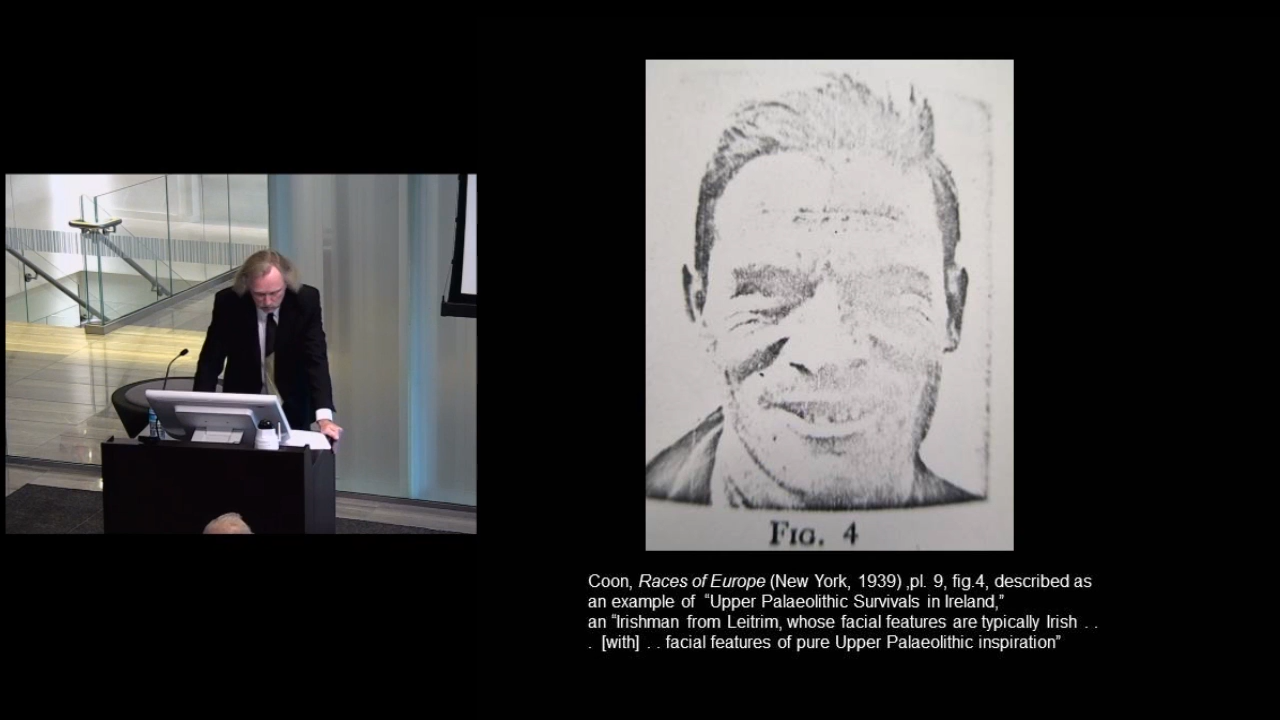 FIG. 4
Coon, Races of Europe (New York, 1939) ,pl. 9, fig.4, described as
an example of “Upper Palaeolithic Survivals in Ireland,”
an “Irishman from Leitrim, whose facial features are typically Irish . .
. [with] . . facial features of pure Upper Palaeolithic inspiration”